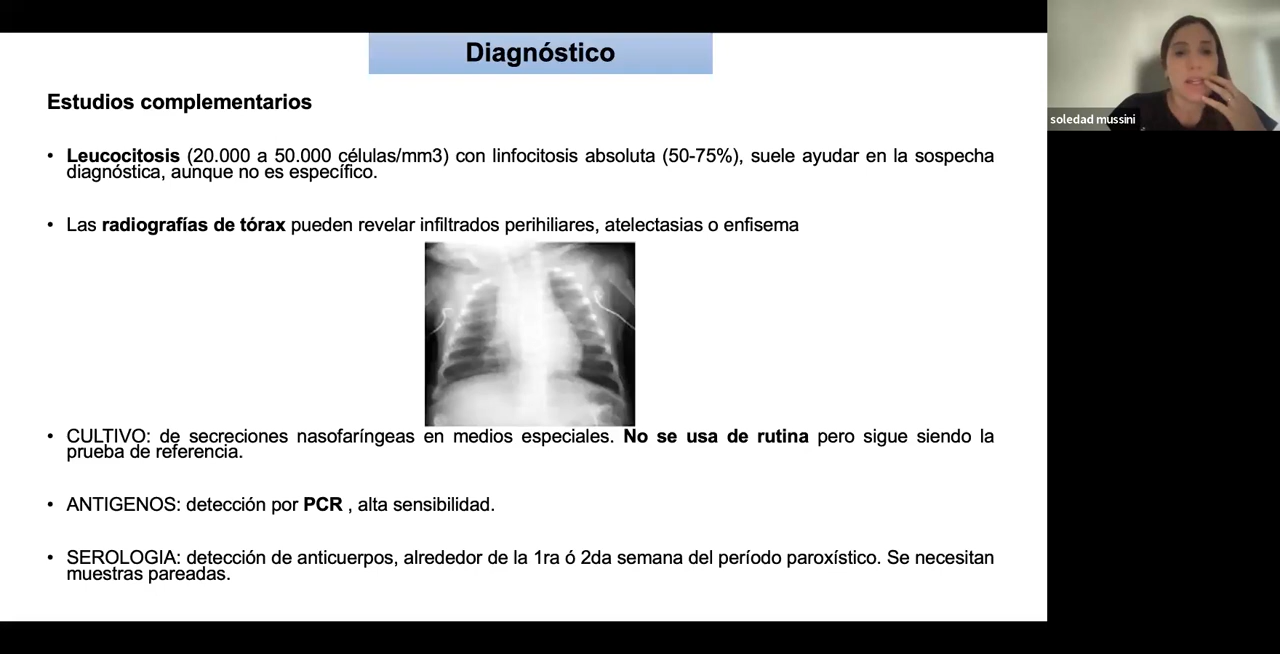 Diagnóstico
soledad mussini
Estudios complementarios
• Leucocitosis (20.000 a 50.000 células/mm3) con linfocitosis absoluta (50-75%), suele ayudar en la sospecha
diagnóstica, aunque no es específico.
• Las radiografías de tórax pueden revelar infiltrados perihiliares, atelectasias o enfisema
• CULTIVO: de secreciones nasofaríngeas en medios especiales. No se usa de rutina pero sigue siendo la
prueba de referencia.
• ANTIGENOS: detección por PCR , alta sensibilidad.
• SEROLOGIA: detección de anticuerpos, alrededor de la 1ra ó 2da semana del período paroxístico. Se necesitan
muestras pareadas.